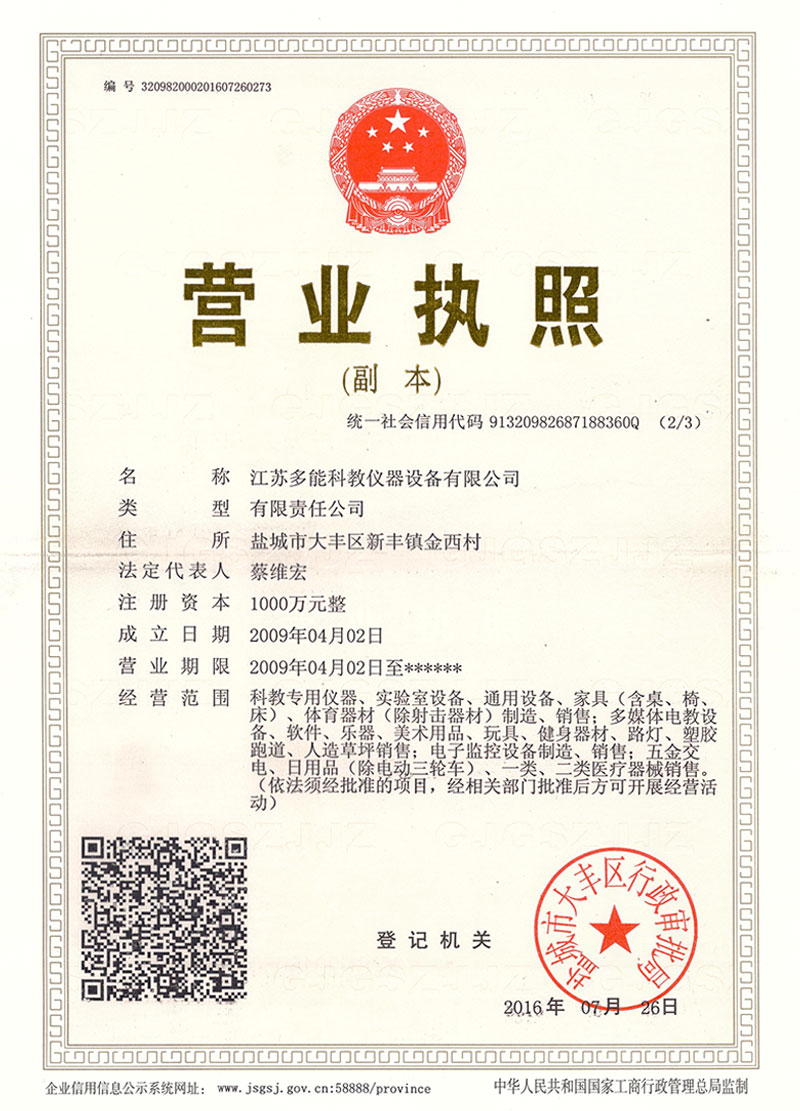 编 号 320982000201607260273
营业执照
(副 本)
统一社会信用代码 91320982687188360Q （2/3）
名 称 江苏多能科教仪器设备有限公司
类 型 有限责任公司
住 所 盐城市大丰区新丰镇金西村
法定代表人 蔡维宏
注册资本 1000万元整
成立日期 2009年04月02日
营业期限 2009年04月02日至******
经营范围 科教专用仪器、实验室设备、通用设备、家具（含桌、椅、
床）、体育器材（除射击器材）制造、销售；多媒体电教设
备、软件、乐器、美术用品、玩具、健身器材、路灯、塑胶
跑道、人造草坪销售；电子监控设备制造、销售；五金交
电、日用品（除电动三轮车）、一类、二类医疗器械销售。
（依法须经批准的项目，经相关部门批准后方可开展经营活
动）
登记机关
盐城市大丰区行政审批局
2016年 07月 26日
企业信用信息公示系统网址： www.jsgsj.gov.cn:58888/province
中华人民共和国国家工商行政管理总局监制